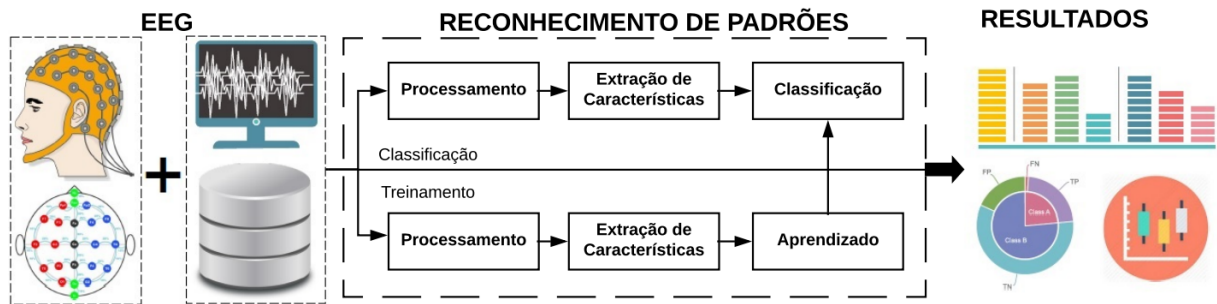 EEG
RECONHECIMENTO DE PADRÕES
RESULTADOS
Processamento
Extração de
Características
Classificação
Classificação
Treinamento
Processamento
Extração de
Características
Aprendizado
FN
FP
TP
Class A
Class B
TN